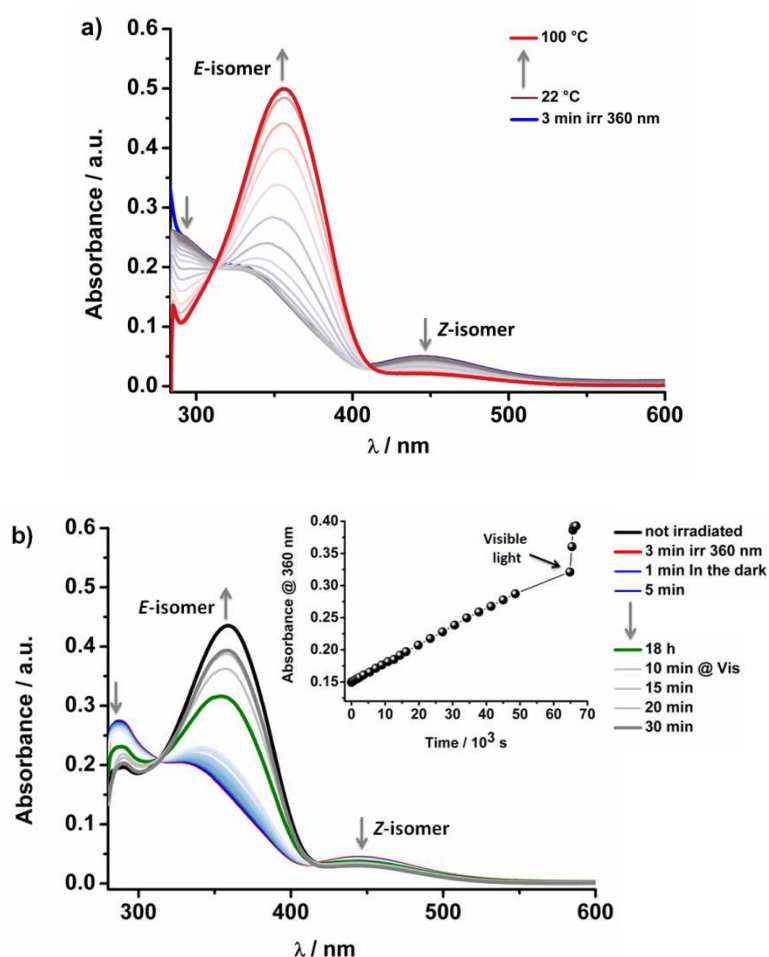 a)
0.6
0.5
0.4
0.3
0.2
0.1
0.0
Absorbance / a.u.
E-isomer
Z-isomer
100 °C
22 °C
3 min irr 360 nm
300 400 500 600
λ / nm
b)
0.6
0.5
0.4
0.3
0.2
0.1
0.0
Absorbance / a.u.
E-isomer
Z-isomer
0.40
0.35
0.30
0.25
0.20
0.15
Absorbance @ 360 nm
Visible
light
0 10 20 30 40 50 60 70
Time / 10³ s
not irradiated
3 min irr 360 nm
1 min In the dark
5 min
18 h
10 min @ Vis
15 min
20 min
30 min
300 400 500 600
λ / nm